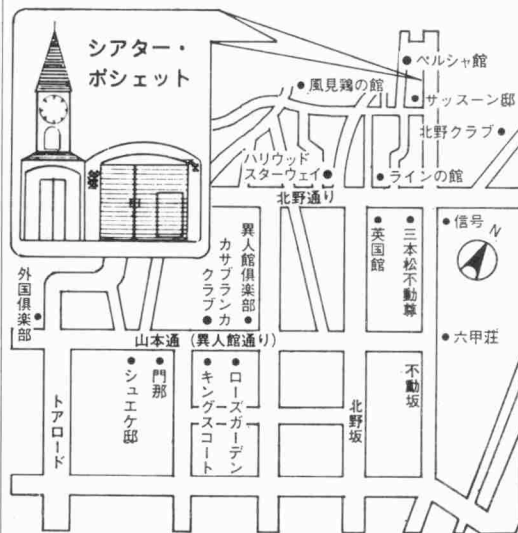 シアター・
ポシェット
ペルシャ館
風見鶏の館
サッスーン邸
北野クラブ
ハリウッド
スターウェイ
ラインの館
北野通り
信号
N
英国館
三本松不動尊
異人館倶楽部
カサブランカ
クラブ
外国倶楽部
山本通（異人館通り）
六甲荘
シュエケ邸
門那
キングスコート
ローズガーデン
トアロード
北野坂
不動坂